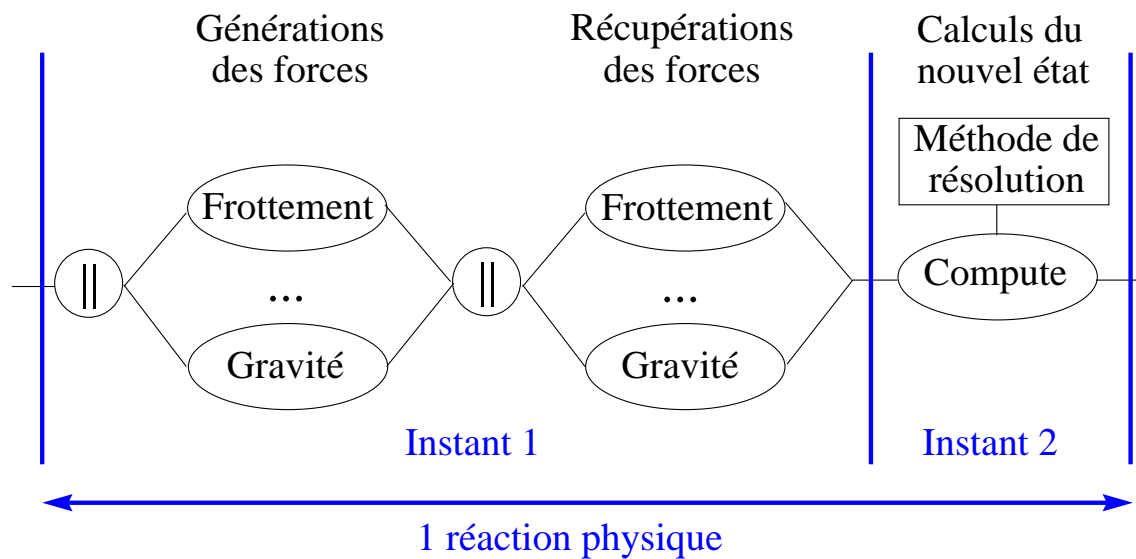 Générations
des forces
Récupérations
des forces
Calculs du
nouvel état
Méthode de
résolution
||
Frottement
...
Gravité
||
Frottement
...
Gravité
Compute
Instant 1
Instant 2
1 réaction physique